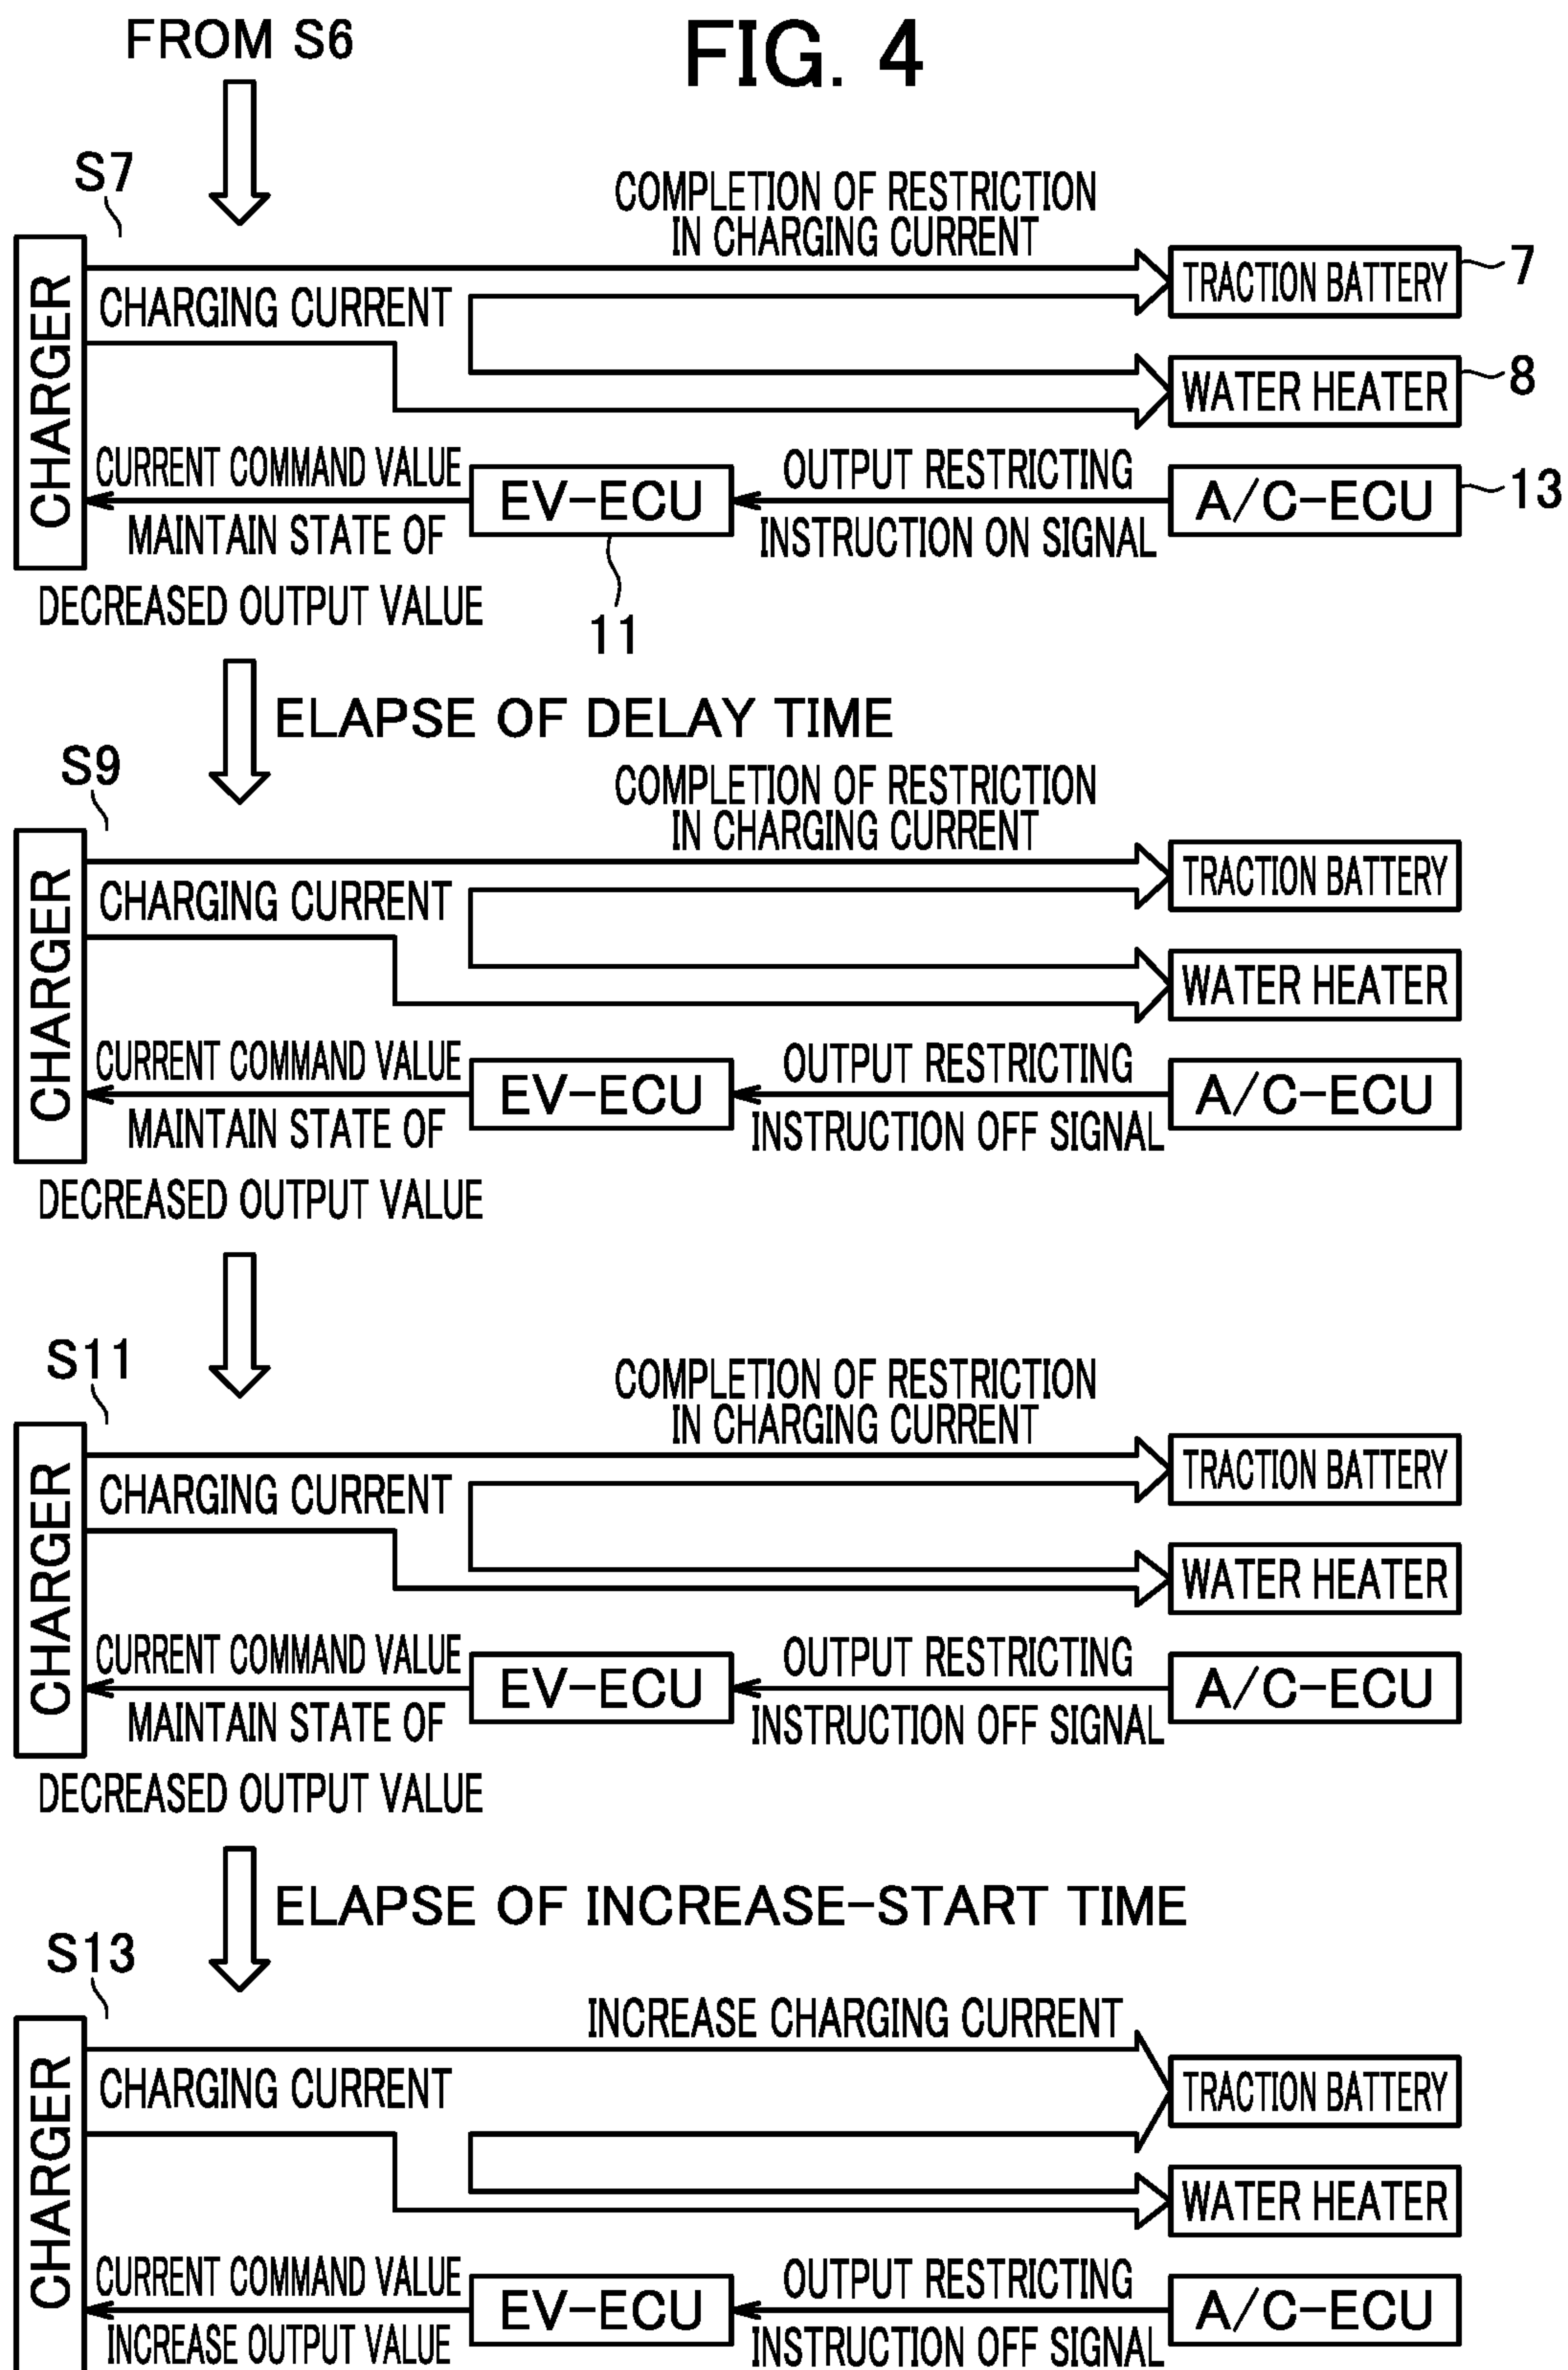 FROM S6
FIG. 4
S7
COMPLETION OF RESTRICTION
IN CHARGING CURRENT
CHARGER
CHARGING CURRENT
TRACTION BATTERY
7
WATER HEATER
8
CURRENT COMMAND VALUE
MAINTAIN STATE OF
DECREASED OUTPUT VALUE
EV-ECU
11
OUTPUT RESTRICTING
INSTRUCTION ON SIGNAL
A/C-ECU
13
ELAPSE OF DELAY TIME
S9
COMPLETION OF RESTRICTION
IN CHARGING CURRENT
CHARGER
CHARGING CURRENT
TRACTION BATTERY
WATER HEATER
CURRENT COMMAND VALUE
MAINTAIN STATE OF
DECREASED OUTPUT VALUE
EV-ECU
OUTPUT RESTRICTING
INSTRUCTION OFF SIGNAL
A/C-ECU
S11
COMPLETION OF RESTRICTION
IN CHARGING CURRENT
CHARGER
CHARGING CURRENT
TRACTION BATTERY
WATER HEATER
CURRENT COMMAND VALUE
MAINTAIN STATE OF
DECREASED OUTPUT VALUE
EV-ECU
OUTPUT RESTRICTING
INSTRUCTION OFF SIGNAL
A/C-ECU
ELAPSE OF INCREASE-START TIME
S13
INCREASE CHARGING CURRENT
CHARGER
CHARGING CURRENT
TRACTION BATTERY
WATER HEATER
CURRENT COMMAND VALUE
INCREASE OUTPUT VALUE
EV-ECU
OUTPUT RESTRICTING
INSTRUCTION OFF SIGNAL
A/C-ECU